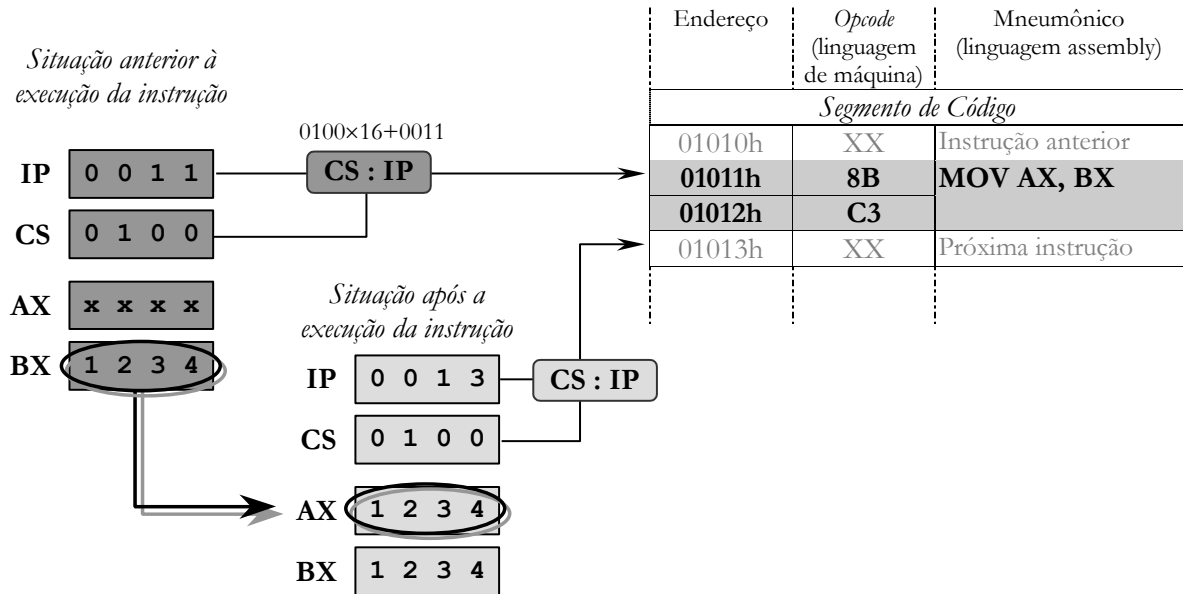 Endereço Opcode Mneumônico
(linguagem (linguagem assembly)
de máquina)
Segmento de Código
01010h XX Instrução anterior
01011h 8B MOV AX, BX
01012h C3
01013h XX Próxima instrução
Situação anterior à
execução da instrução
0100×16+0011
IP 0 0 1 1 CS : IP
CS 0 1 0 0
AX x x x x
BX 1 2 3 4
Situação após a
execução da instrução
IP 0 0 1 3 CS : IP
CS 0 1 0 0
AX 1 2 3 4
BX 1 2 3 4